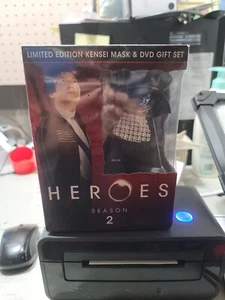 LIMITED EDITION KENSEI MASK & DVD GIFT SET
HEROES
SEASON
2